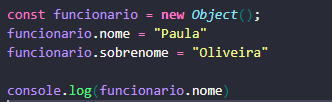 const funcionario = new Object();
funcionario.nome = "Paula"
funcionario.sobrenome = "Oliveira"
console.log(funcionario.nome)